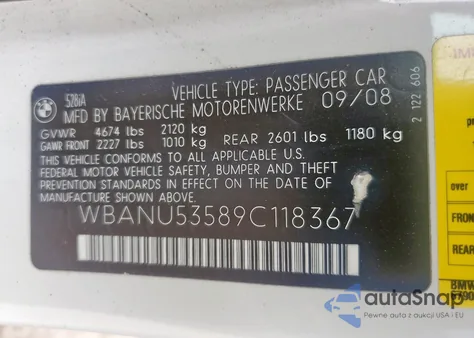 528iA
VEHICLE TYPE: PASSENGER CAR
MFD BY BAYERISCHE MOTORENWERKE 09/08
GVWR 4674 lbs 2120 kg
GAWR FRONT 2227 lbs 1010 kg REAR 2601 lbs 1180 kg
THIS VEHICLE CONFORMS TO ALL APPLICABLE U.S.
FEDERAL MOTOR VEHICLE SAFETY, BUMPER AND THEFT
PREVENTION STANDARDS IN EFFECT ON THE DATE OF
MANUFACTURE SHOWN ABOVE.
WBANU53589C118367
2 122 606
FRON
REAR
BMW
autoSnap
Pewne auta z aukcji USA i EU